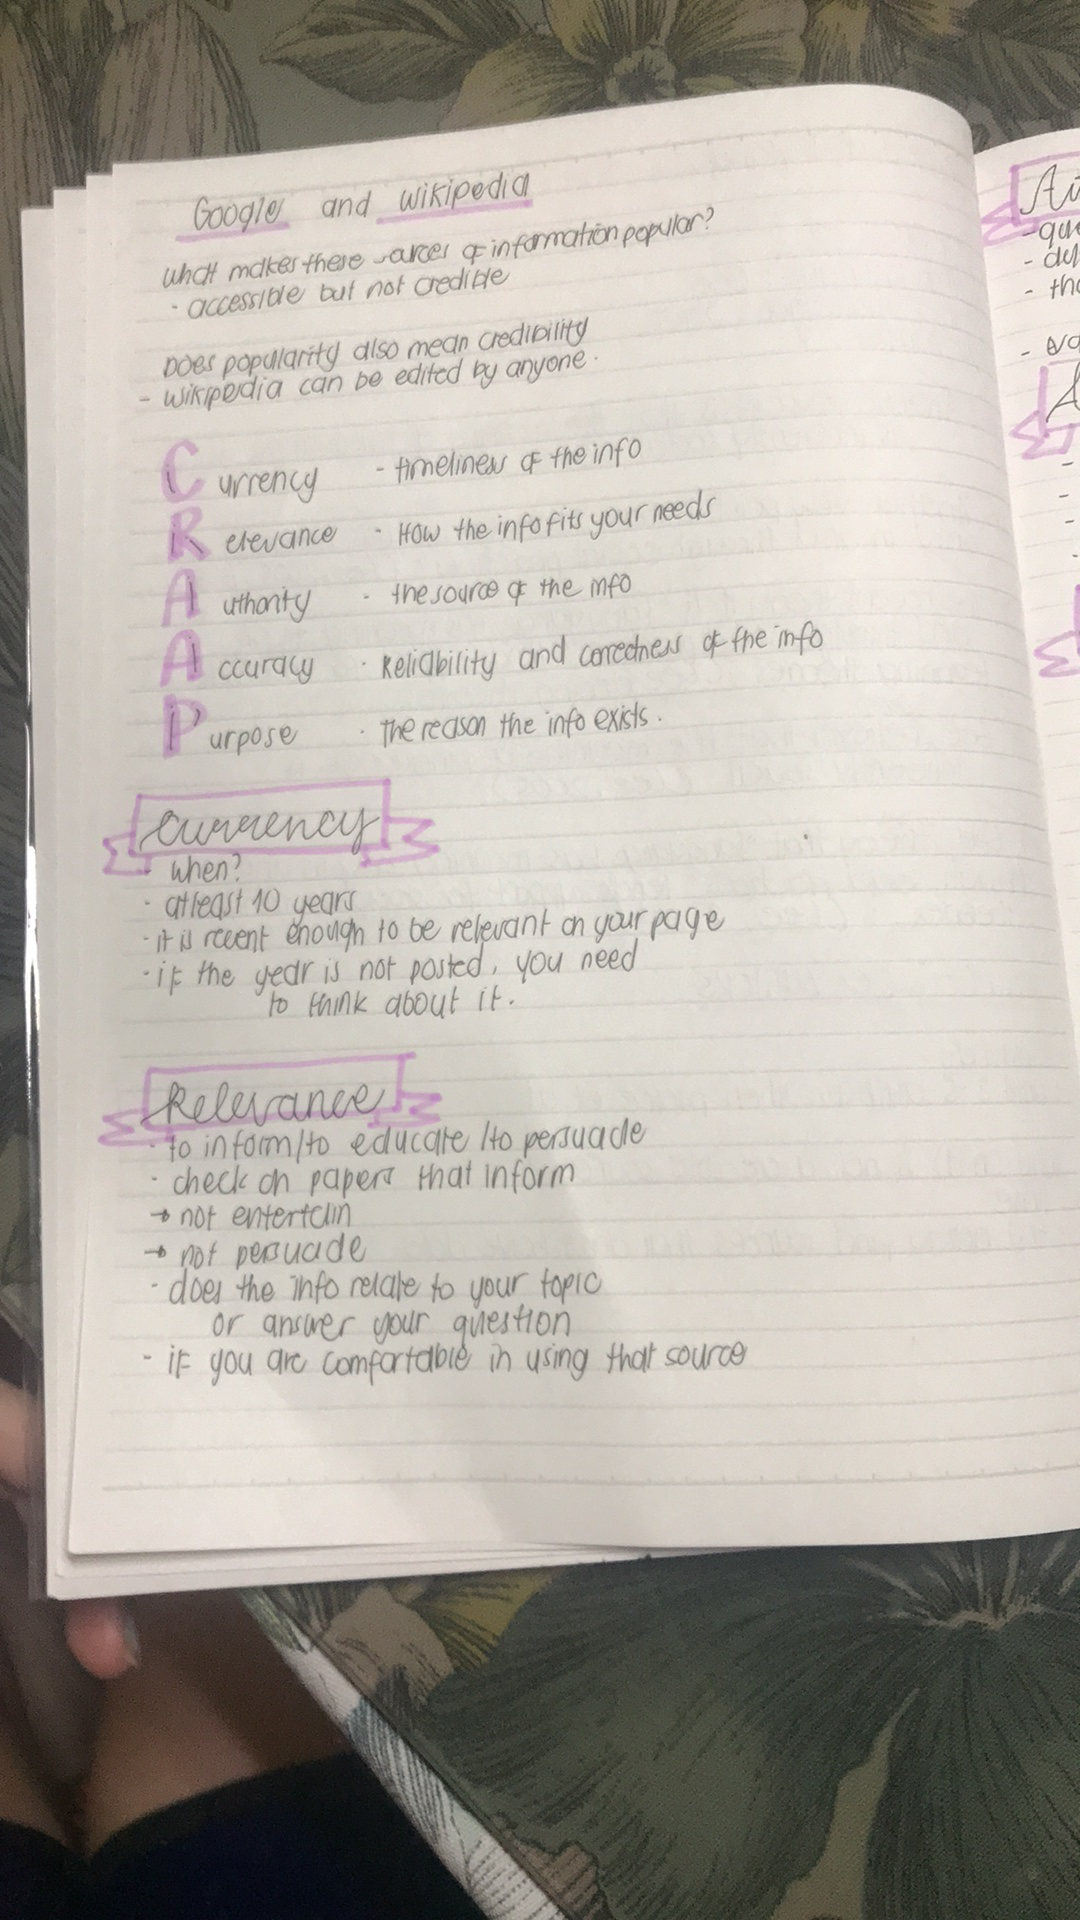 Google and Wikipedia
what makes these sources of information popular?
- accessible but not credible
Does popularity also mean credibility
- Wikipedia can be edited by anyone.
Currency - timeliness of the info
Relevance - How the info fits your needs
Authority - the source of the info
Accuracy - Reliability and correctness of the info
Purpose - The reason the info exists.
Currency
- when?
- atleast 10 years
- it is recent enough to be relevant on your page
- if the year is not posted, you need
to think about it.
Relevance
- to inform/to educate/to persuade
- check on papers that inform
→ not entertain
→ not persuade
- does the info relate to your topic
or answer your question
- if you are comfortable in using that source